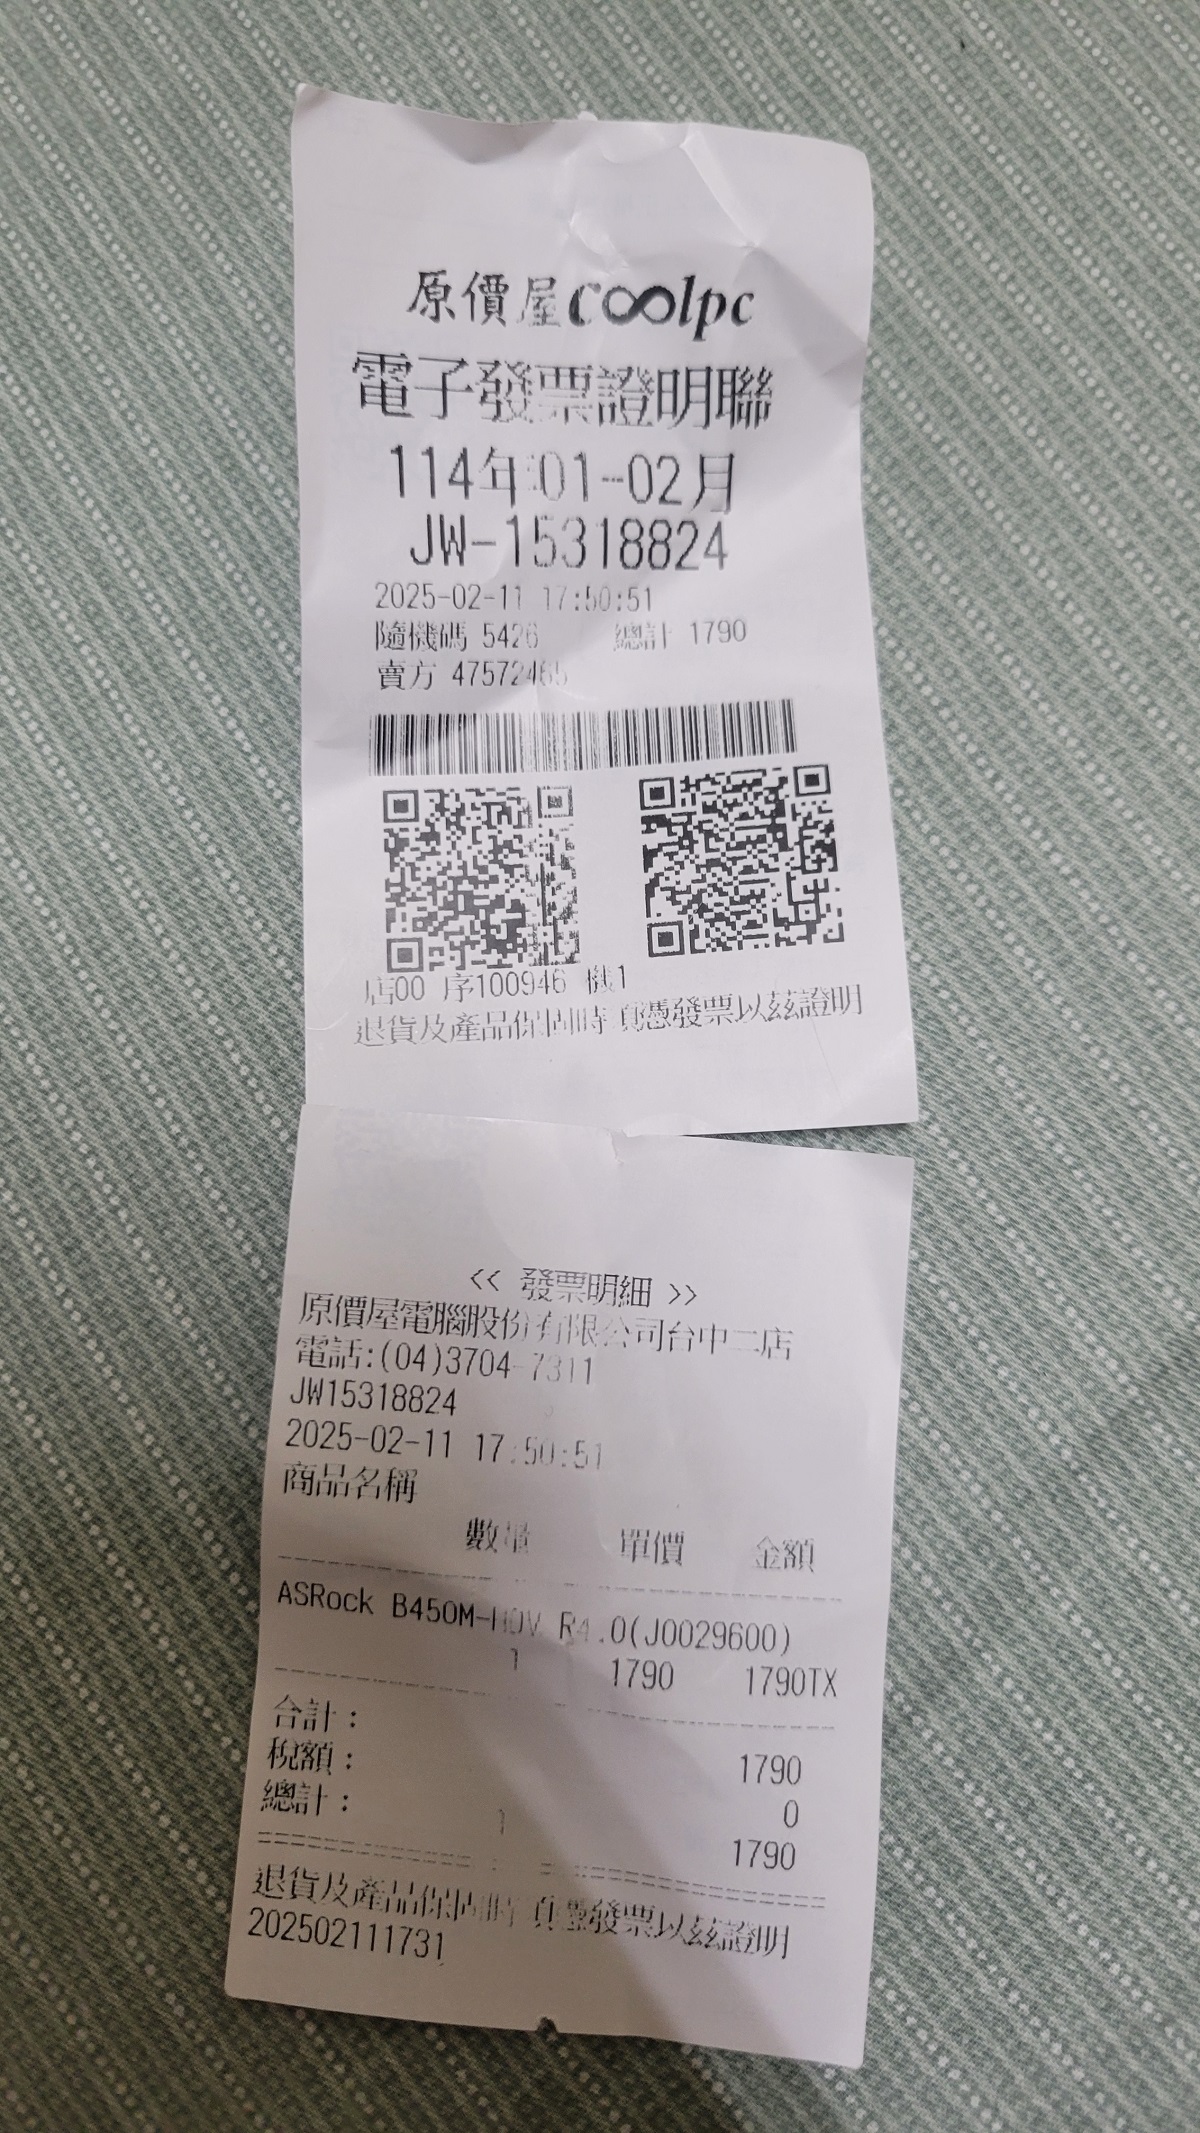 原價屋coolpc
電子發票證明聯
114年01-02月
JW-15318824
2025-02-11 17:50:51
隨機碼 5426 總計 1790
賣方 47572465
店00 序100946 機1
退貨及產品保固時 須憑發票以茲證明
<< 發票明細 >>
原價屋電腦股份有限公司台中二店
電話:(04)3704-7311
JW15318824
2025-02-11 17:50:51
商品名稱
數量 單價 金額
ASRock B450M-HDV R4.0(J0029600)
1 1790 1790TX
合計:
1790
稅額:
0
總計:
1 1790
退貨及產品保固時 須憑發票以茲證明
202502111731